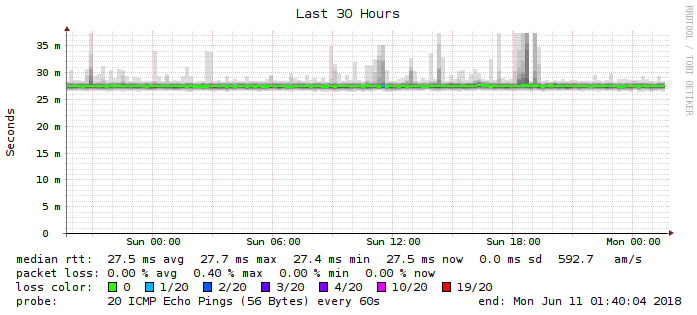 Last 30 Hours
RRDTOOL / TOBI OETIKER
Seconds
35 m
30 m
25 m
20 m
15 m
10 m
5 m
0
Sun 00:00 Sun 06:00 Sun 12:00 Sun 18:00 Mon 00:00
median rtt: 27.5 ms avg 27.7 ms max 27.4 ms min 27.5 ms now 0.0 ms sd 592.7 am/s
packet loss: 0.00 % avg 0.40 % max 0.00 % min 0.00 % now
loss color: 0 1/20 2/20 3/20 4/20 10/20 19/20
probe: 20 ICMP Echo Pings (56 Bytes) every 60s end: Mon Jun 11 01:40:04 2018